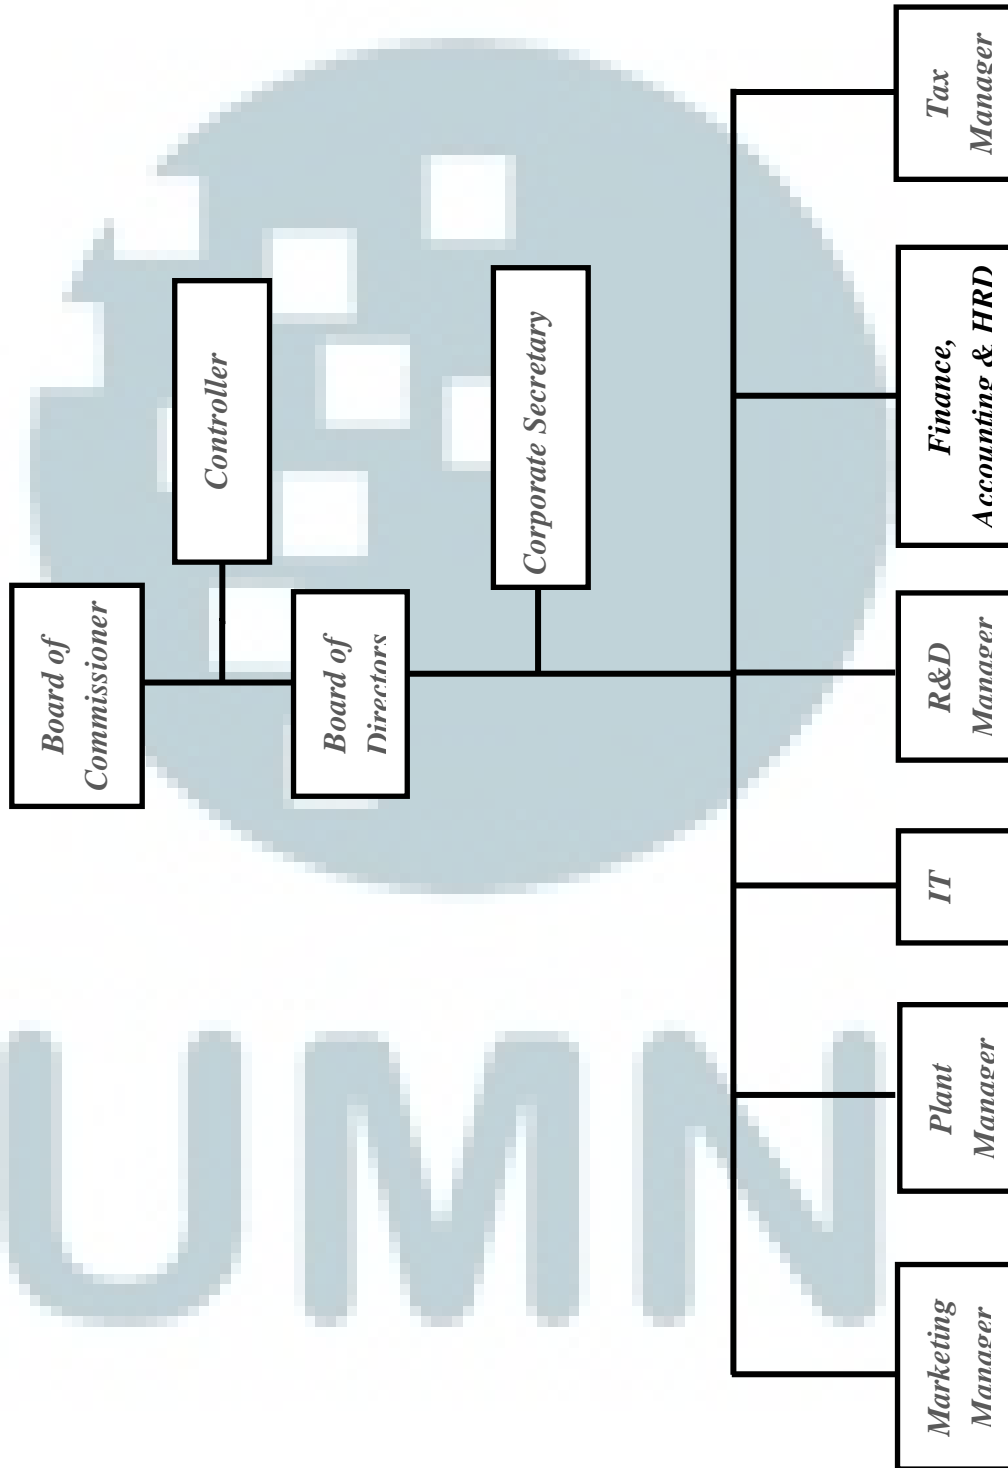 Board of
Commissioner
Controller
Board of
Directors
Corporate Secretary
Marketing
Manager
Plant
Manager
IT
R&D
Manager
Finance,
Accounting & HRD
Tax
Manager
UMN